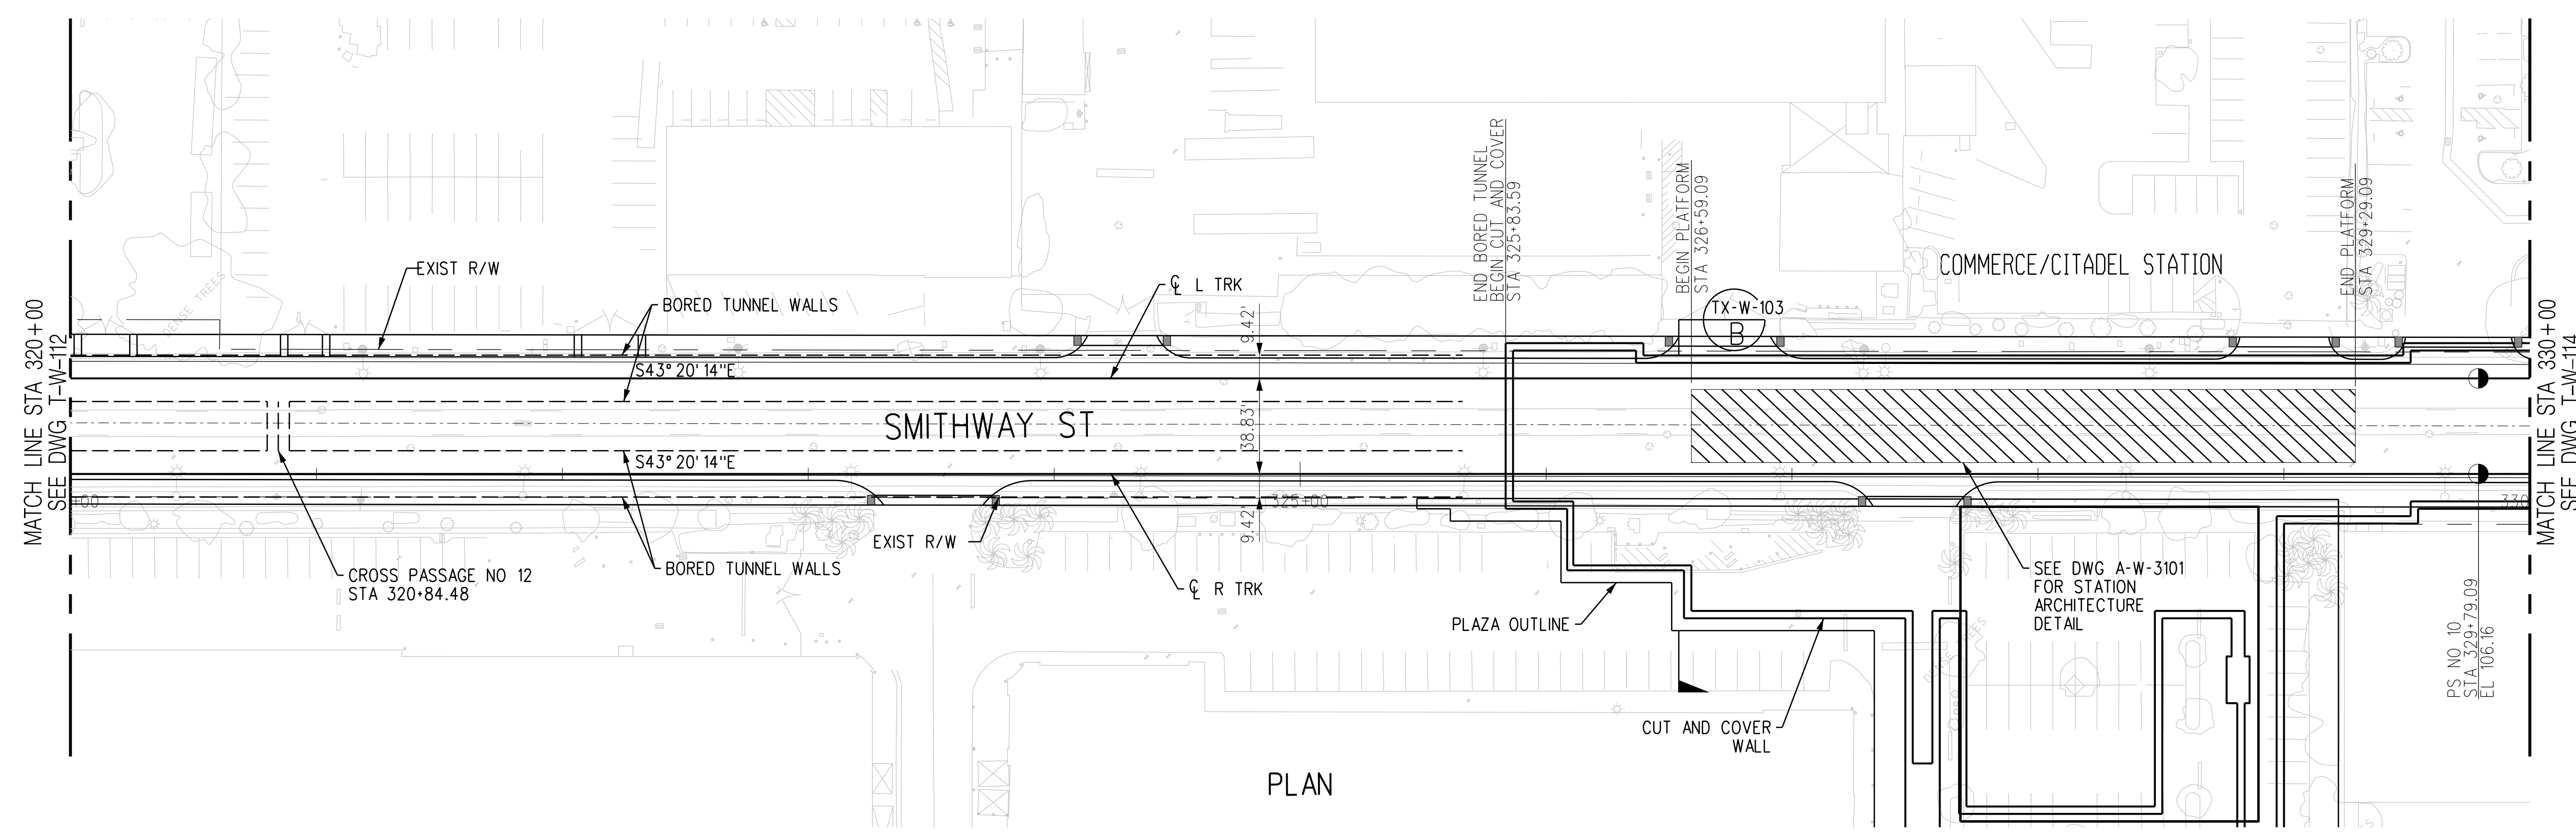 MATCH LINE STA 320+00
SEE DWG T-W-112
EXIST R/W
DENSE TREES
BORED TUNNEL WALLS
S43°20'14"E
℄ L TRK
9.42'
END BORED TUNNEL
BEGIN CUT AND COVER
STA 325+83.59
BEGIN PLATFORM
STA 326+59.09
TX-W-103
B
COMMERCE/CITADEL STATION
END PLATFORM
STA 329+29.09
MATCH LINE STA 330+00
SEE DWG T-W-114
SMITHWAY ST
38.83'
S43°20'14"E
+00
325+00
330
9.42'
EXIST R/W
BORED TUNNEL WALLS
CROSS PASSAGE NO 12
STA 320+84.48
℄ R TRK
PLAZA OUTLINE
CUT AND COVER
WALL
SEE DWG A-W-3101
FOR STATION
ARCHITECTURE
DETAIL
PS NO 10
STA 329+79.09
EL 106.16
PLAN